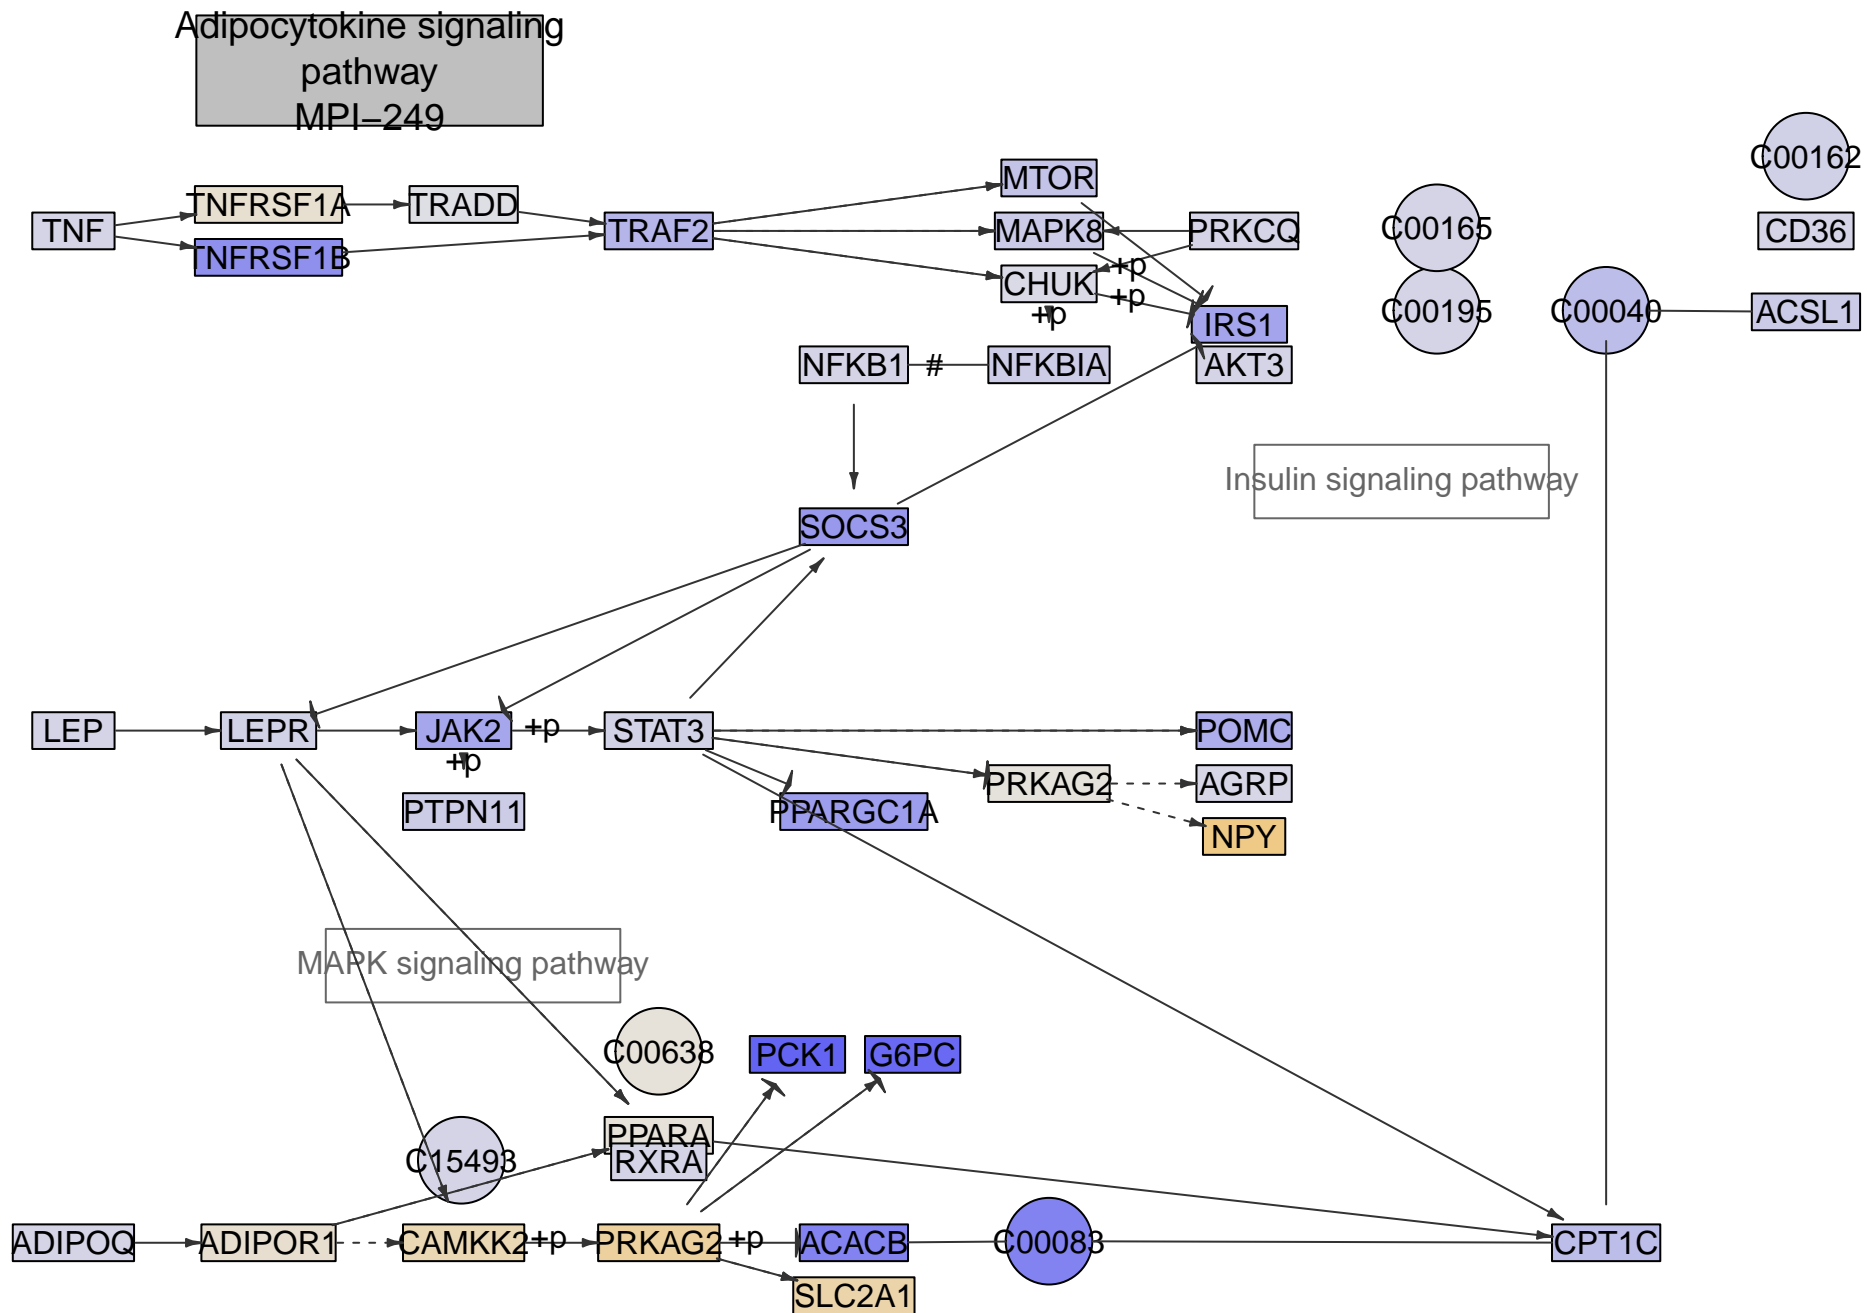 Adipocytokine signaling
pathway
MPI−249
C00162
MTOR
TNFRSF1A
TRADD
TNF
TRAF2
MAPK8
PRKCQ
C00165
CD36
TNFRSF1B
+p
CHUK
+p
+p
IRS1
C00195
C00040
ACSL1
NFKB1
#
NFKBIA
AKT3
Insulin signaling pathway
SOCS3
LEP
LEPR
JAK2
+p
STAT3
POMC
+p
PRKAG2
AGRP
PTPN11
PPARGC1A
NPY
MAPK signaling pathway
C00638
PCK1
G6PC
PPARA
C15493
RXRA
ADIPOQ
ADIPOR1
CAMKK2
+p
PRKAG2
+p
ACACB
C00083
CPT1C
SLC2A1